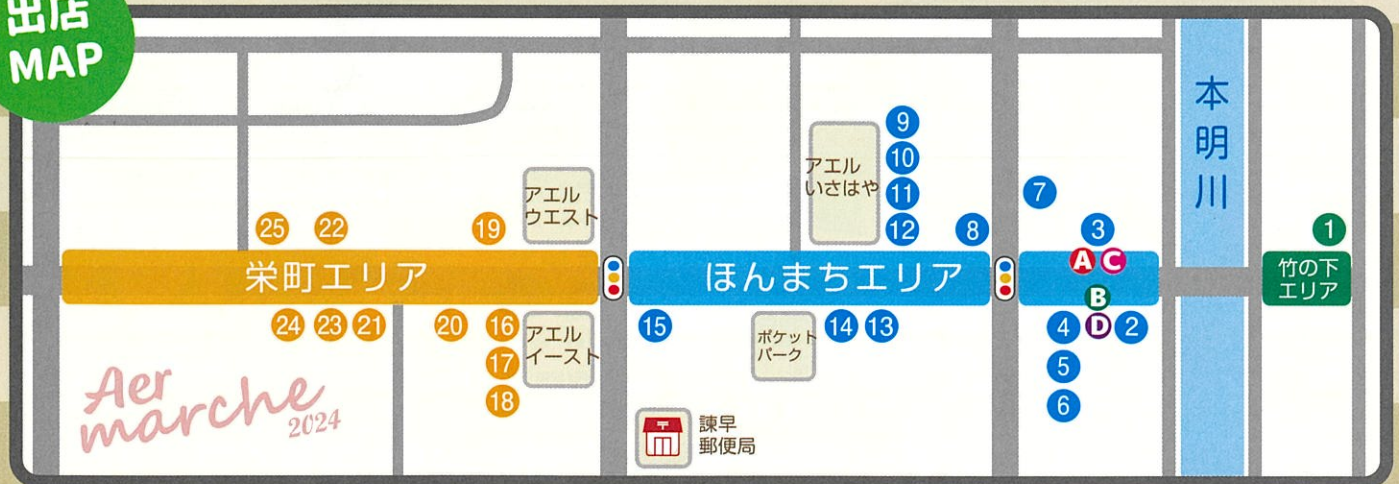 出店
MAP
本
明
川
9
10
11
12
アエル
いさはや
7
アエル
ウエスト
25
22
19
8
3
1
A
C
栄町エリア
ほんまちエリア
竹の下
エリア
B
24
23
21
20
16
17
18
アエル
イースト
15
ポケット
パーク
14
13
4
D
2
5
6
Aer
marche
2024
〒
諫早
郵便局